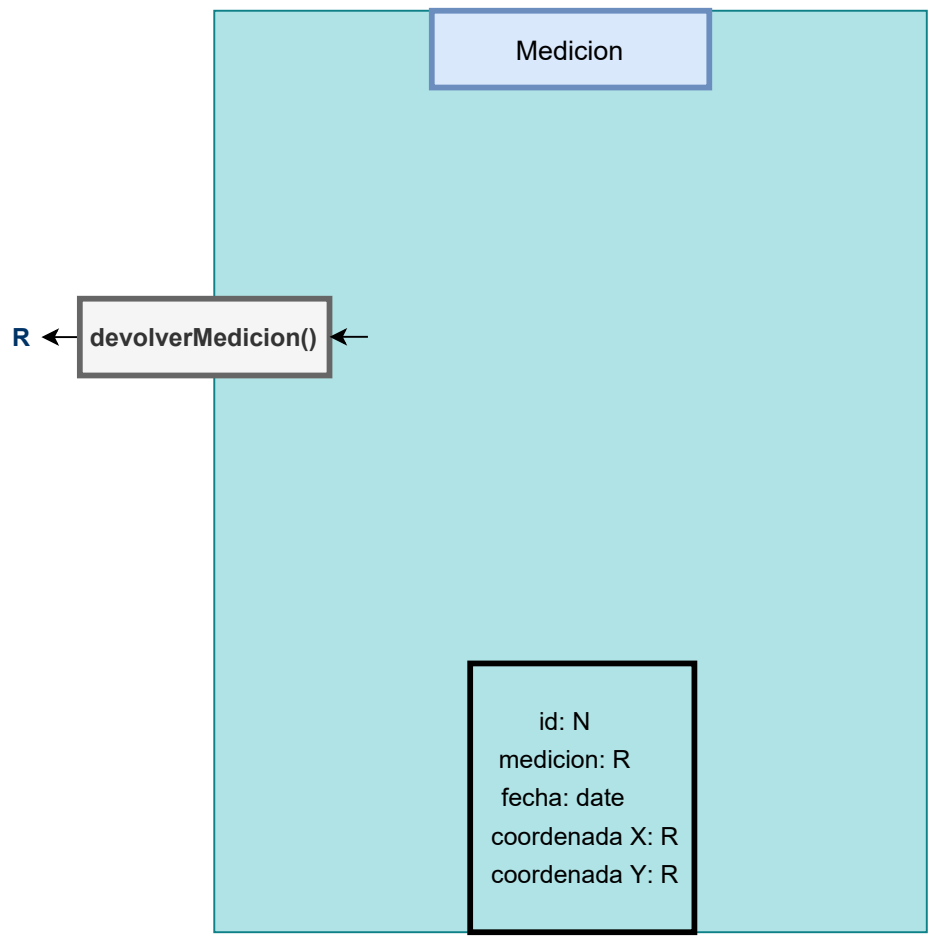 Medicion
R
devolverMedicion()
id: N
medicion: R
fecha: date
coordenada X: R
coordenada Y: R